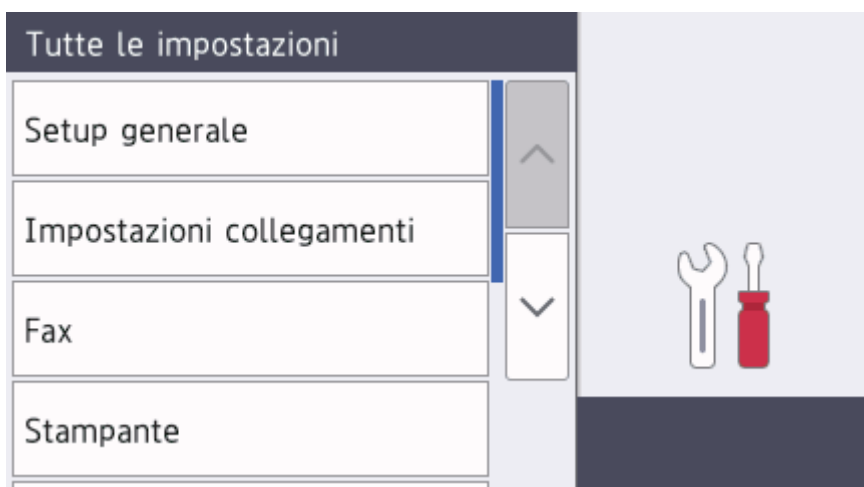 Tutte le impostazioni
Setup generale
Impostazioni collegamenti
Fax
Stampante